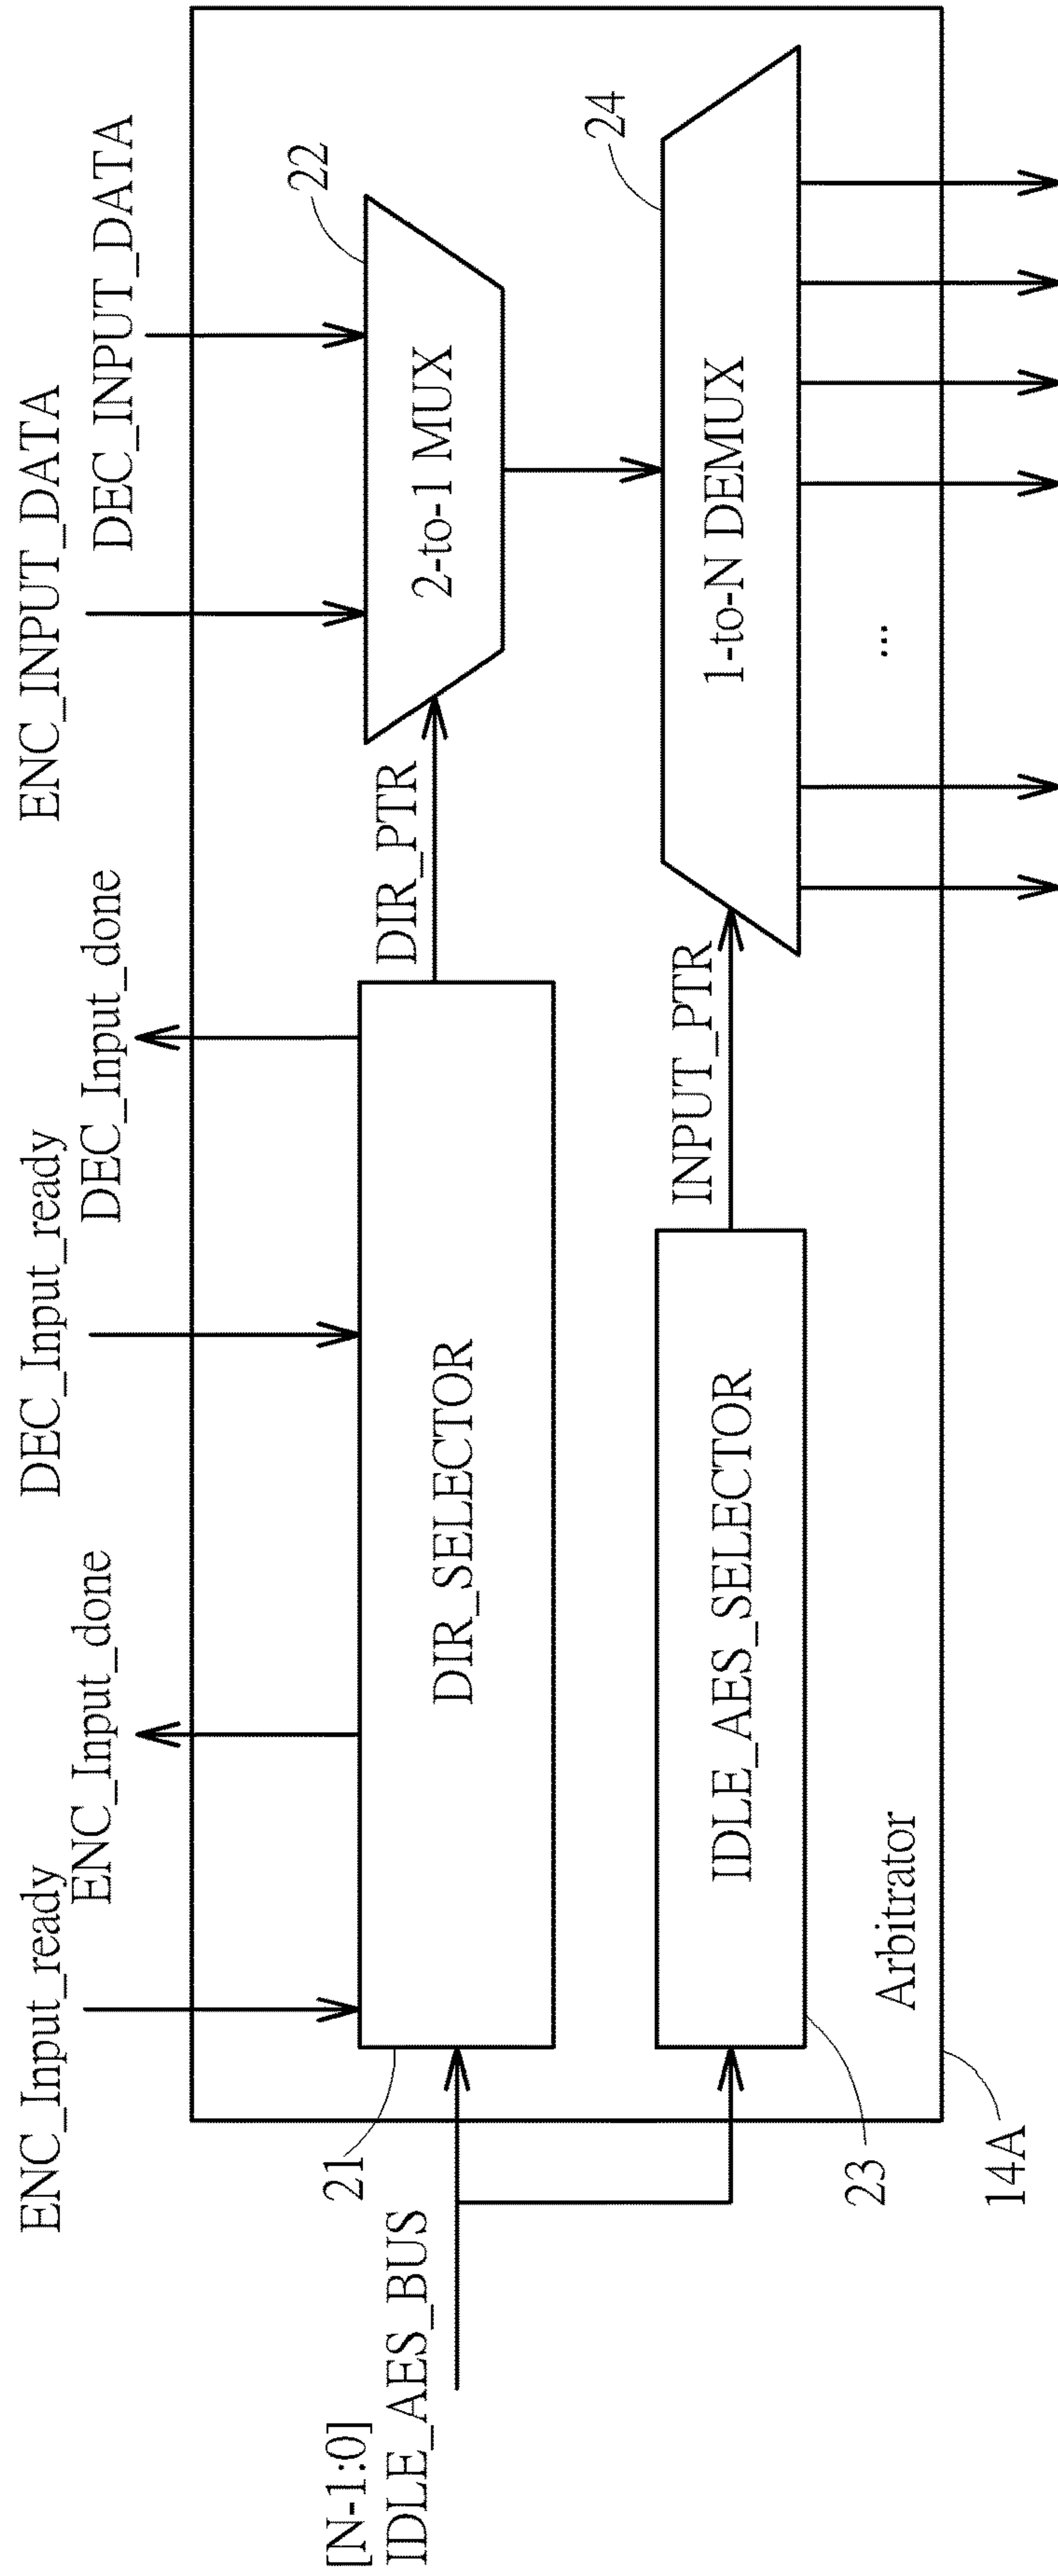 ENC_Input_ready
ENC_Input_done
DEC_Input_ready
DEC_Input_done
ENC_INPUT_DATA
DEC_INPUT_DATA
[N-1:0]
IDLE_AES_BUS
21
DIR_SELECTOR
DIR_PTR
2-to-1 MUX
22
23
IDLE_AES_SELECTOR
INPUT_PTR
1-to-N DEMUX
24
...
Arbitrator
14A